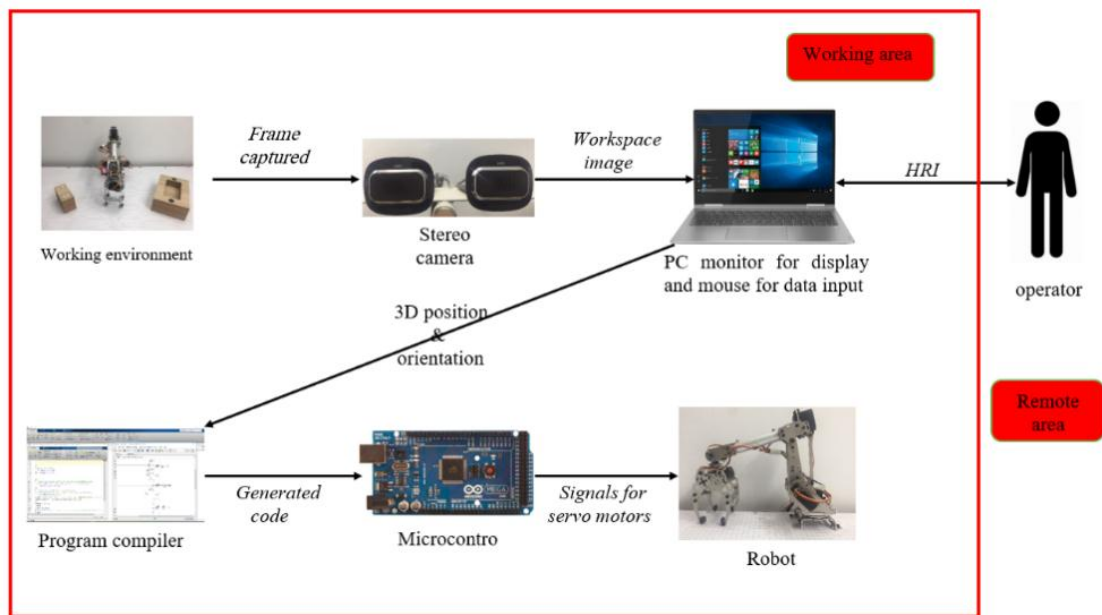 Working area
Frame
captured
Workspace
image
HRI
Working environment
Stereo
camera
PC monitor for display
and mouse for data input
operator
3D position
&
orientation
Remote
area
Generated
code
Signals for
servo motors
Program compiler
Microcontro
Robot